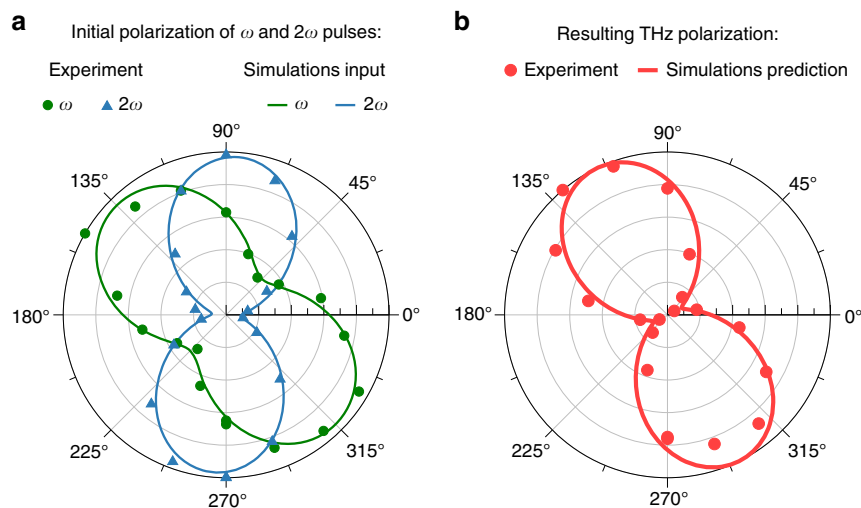 a
Initial polarization of ω and 2ω pulses:
Experiment
Simulations input
ω
2ω
ω
2ω
90°
135°
45°
180°
0°
225°
315°
270°
b
Resulting THz polarization:
Experiment
Simulations prediction
90°
135°
45°
180°
0°
225°
315°
270°